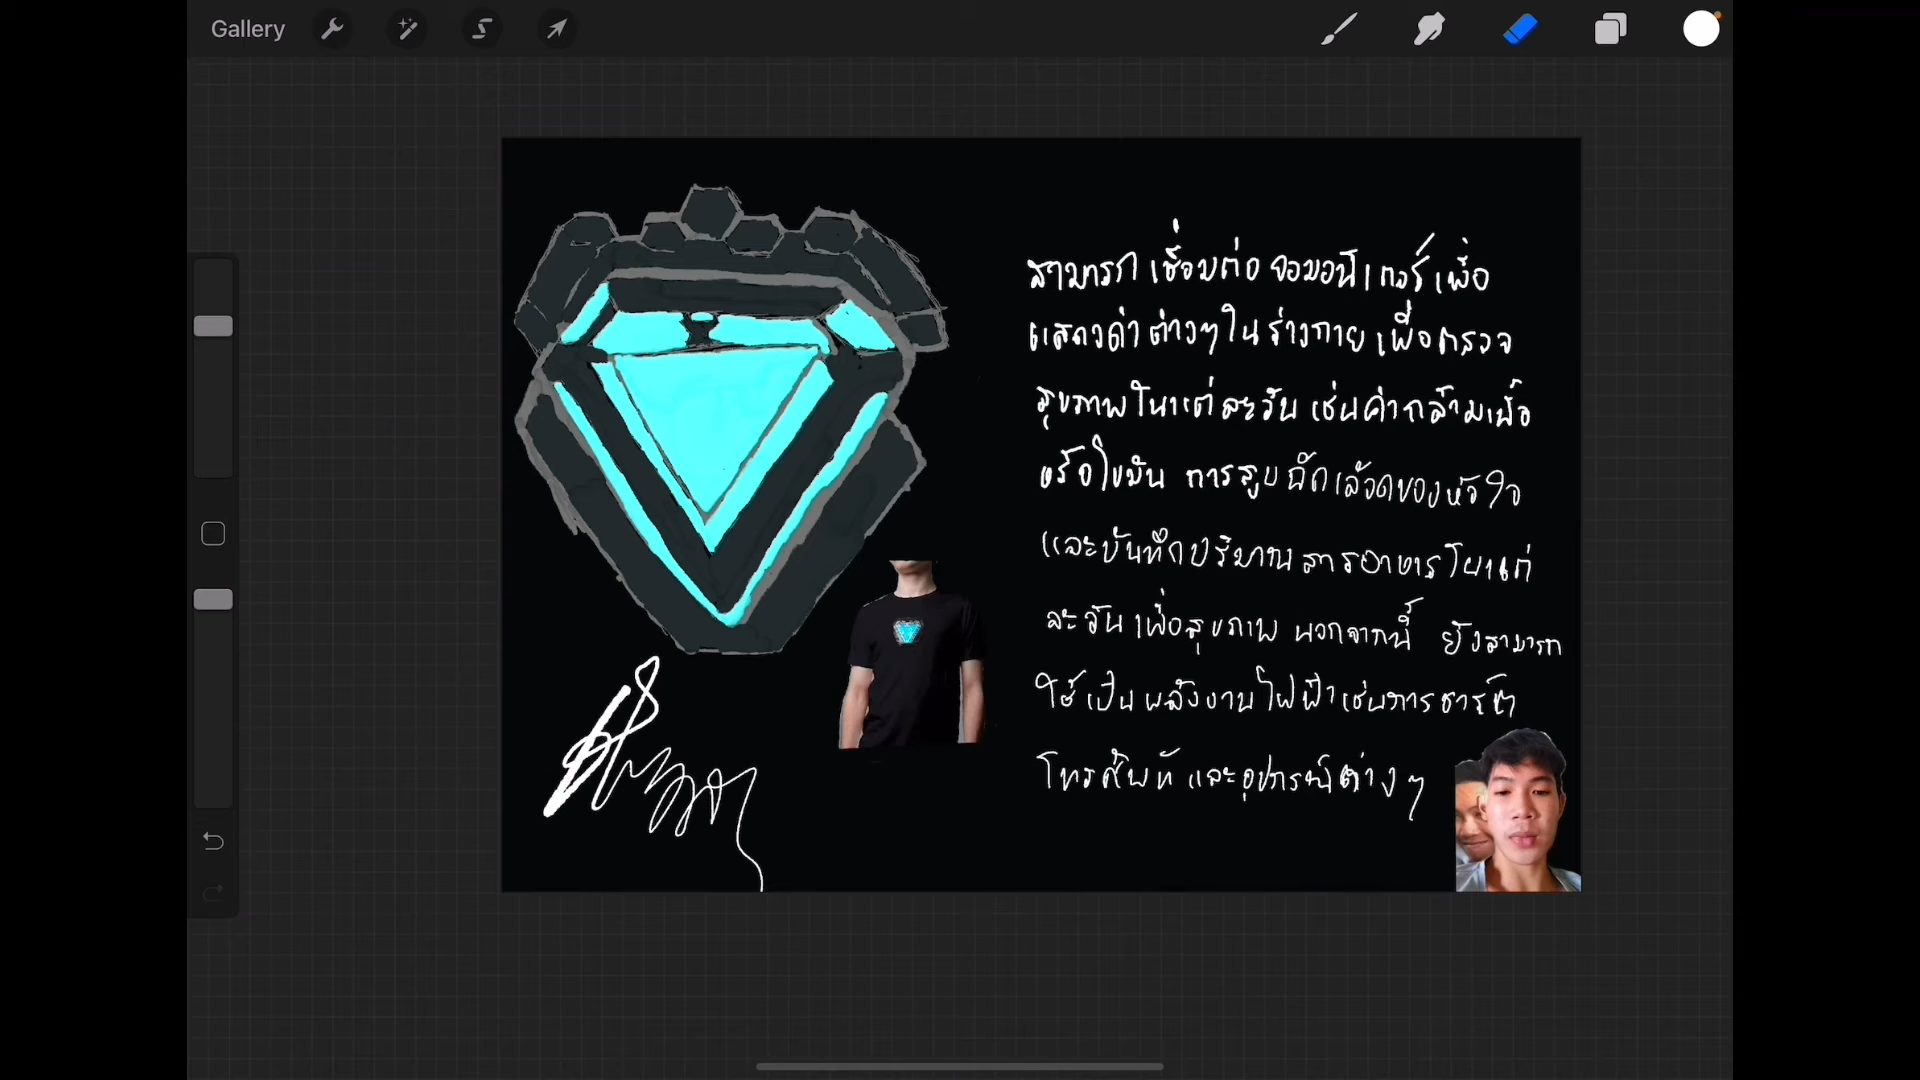 Gallery
สามารถเชื่อมต่อจอมอนิเตอร์เพื่อ
แสดงค่าต่างๆในร่างกายเพื่อตรวจ
สุขภาพในแต่ละวัน เช่นค่ากล้ามเนื้อ
หรือไขมัน การสูบฉีดเลือดของหัวใจ
และบันทึกปริมาณสารอาหารในแต่
ละวันเพื่อสุขภาพ นอกจากนี้ ยังสามารถ
ใช้เป็นพลังงานไฟฟ้าเช่นการชาร์จ
โทรศัพท์และอุปกรณ์ต่างๆ